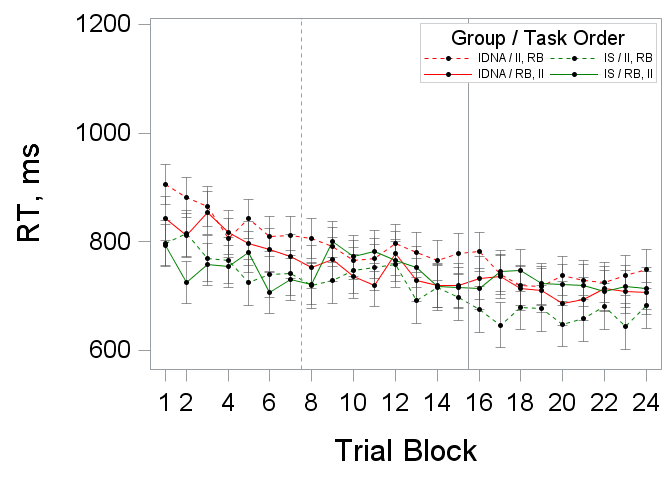 1200
1000
800
600
RT, ms
Group / Task Order
IDNA / II, RB IS / II, RB
IDNA / RB, II IS / RB, II
1 2 4 6 8 10 12 14 16 18 20 22 24
Trial Block